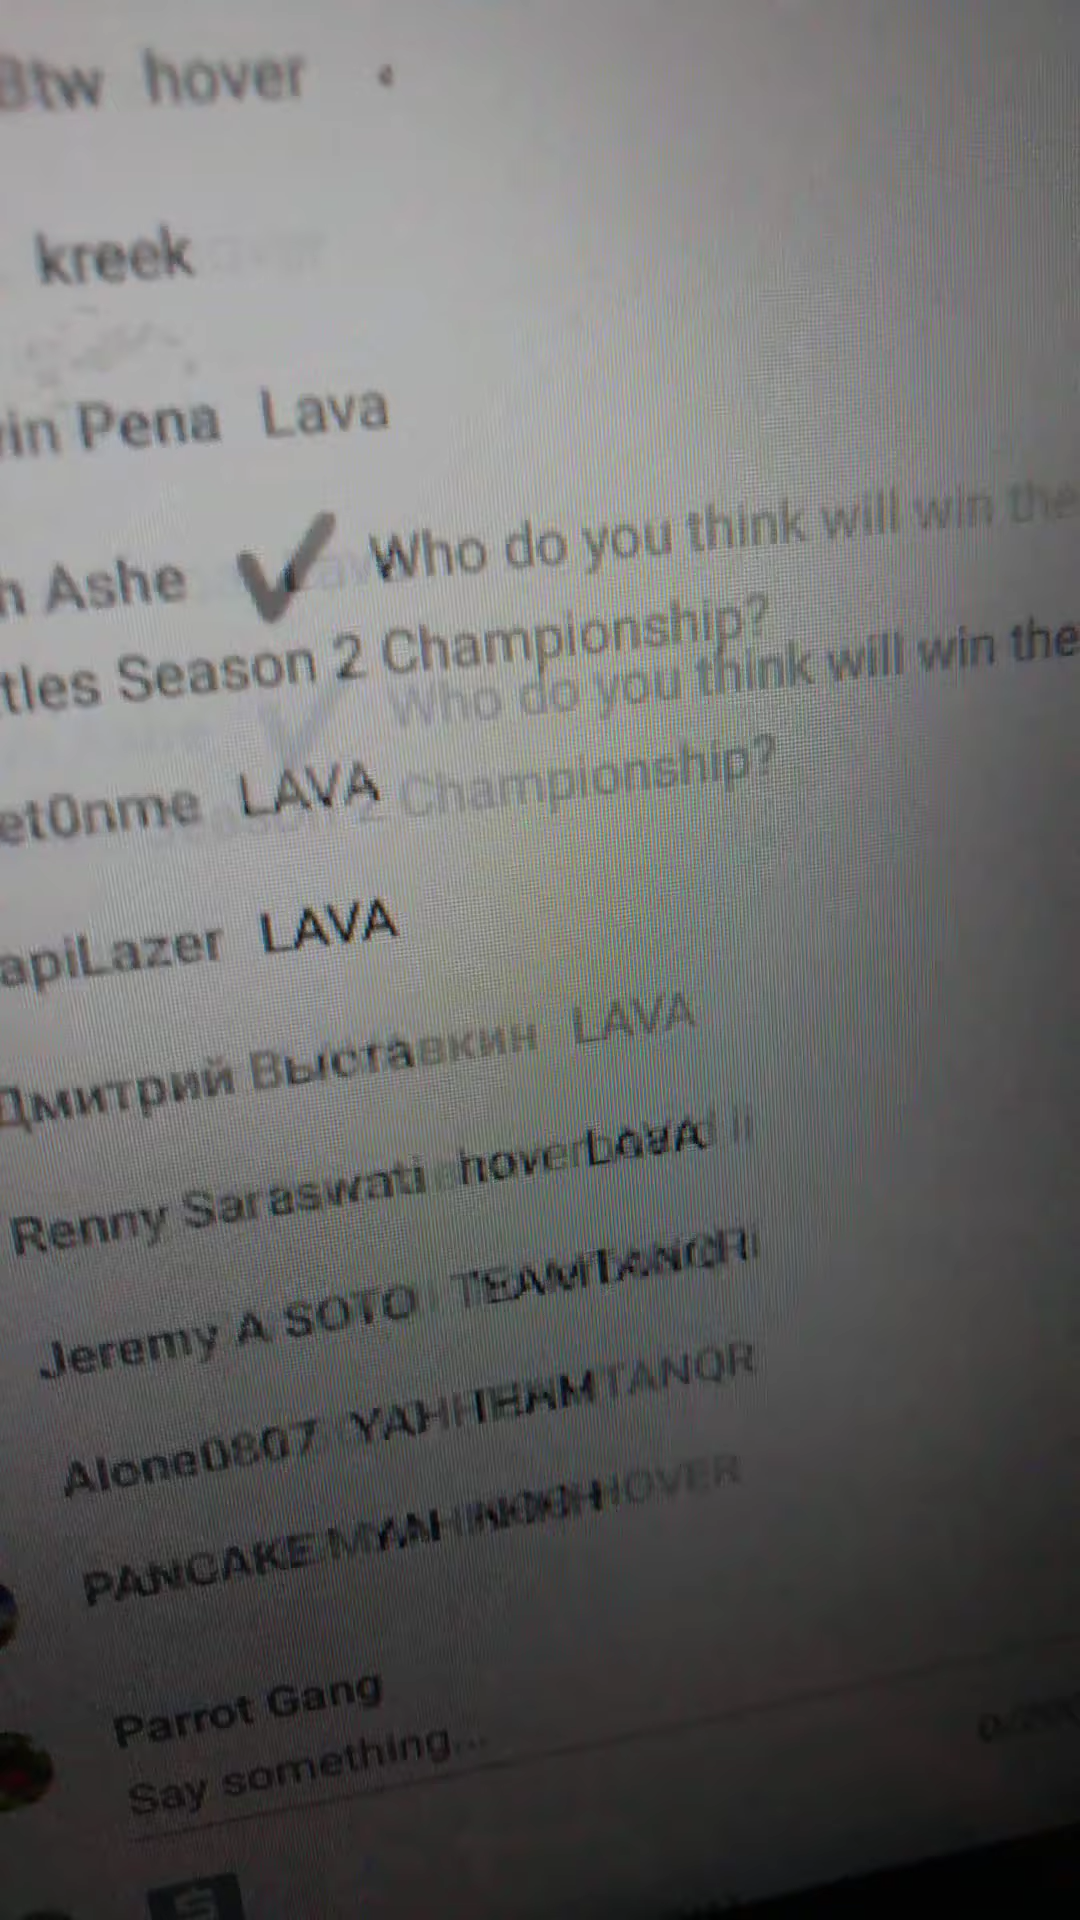 Btw hover
kreek
in Pena Lava
h Ashe Who do you think will win the
tles Season 2 Championship?
Who do you think will win the
et0nme LAVA Championship?
apiLazer LAVA
Дмитрий Выставкин LAVA
Renny Saraswati
Jeremy A SOTO
Alone0807 TANQR
PANCAKE HOVER
Parrot Gang
Say something...